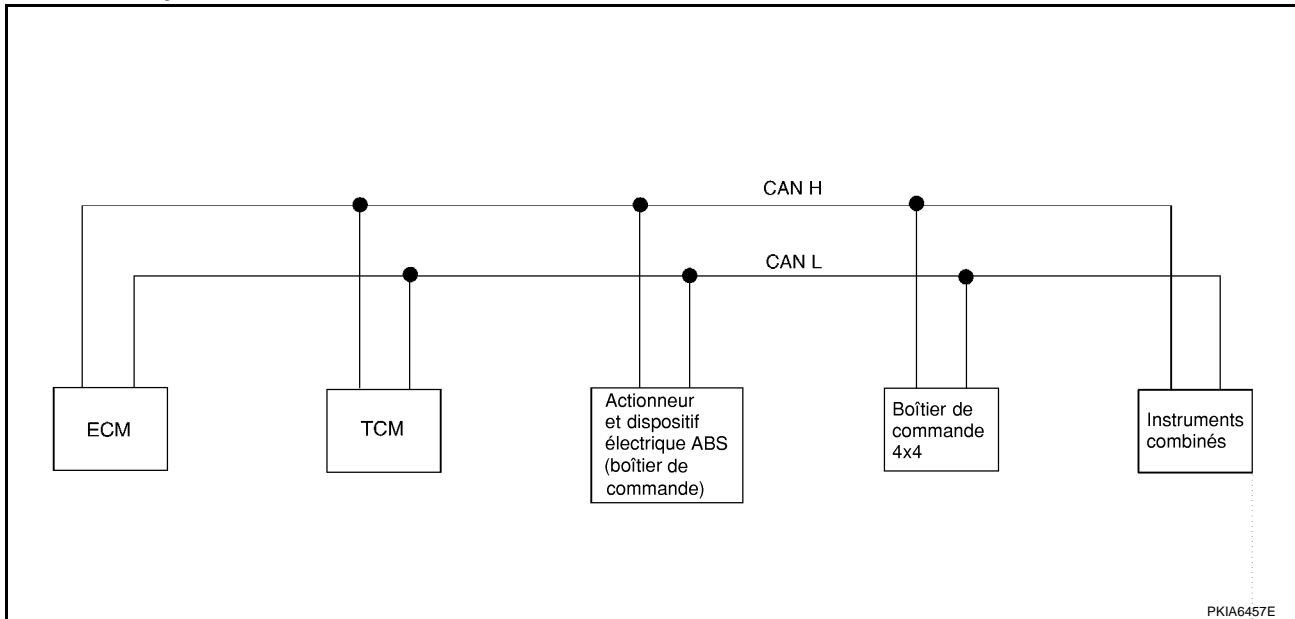 CAN H
CAN L
ECM
TCM
Actionneur
et dispositif
électrique ABS
(boîtier de
commande)
Boîtier de
commande
4x4
Instruments
combinés
PKIA6457E